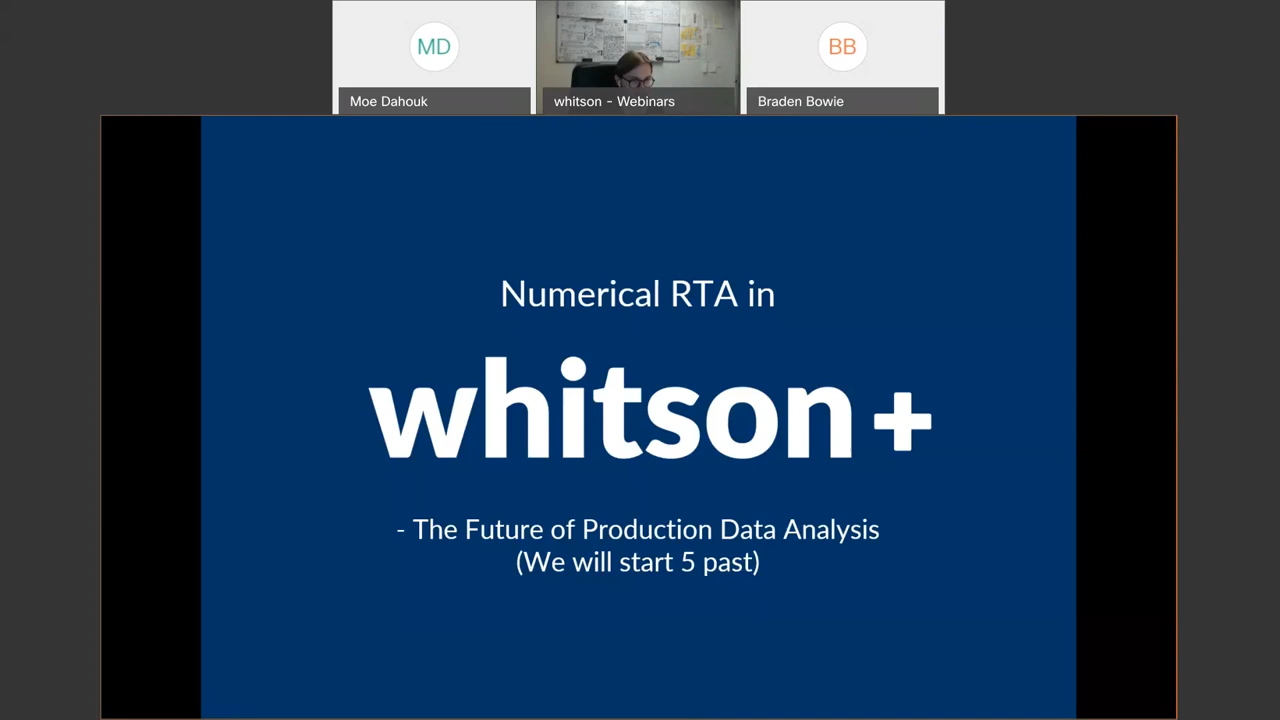 MD
BB
Moe Dahouk
whitson - Webinars
Braden Bowie
Numerical RTA in
whitson+
- The Future of Production Data Analysis
(We will start 5 past)